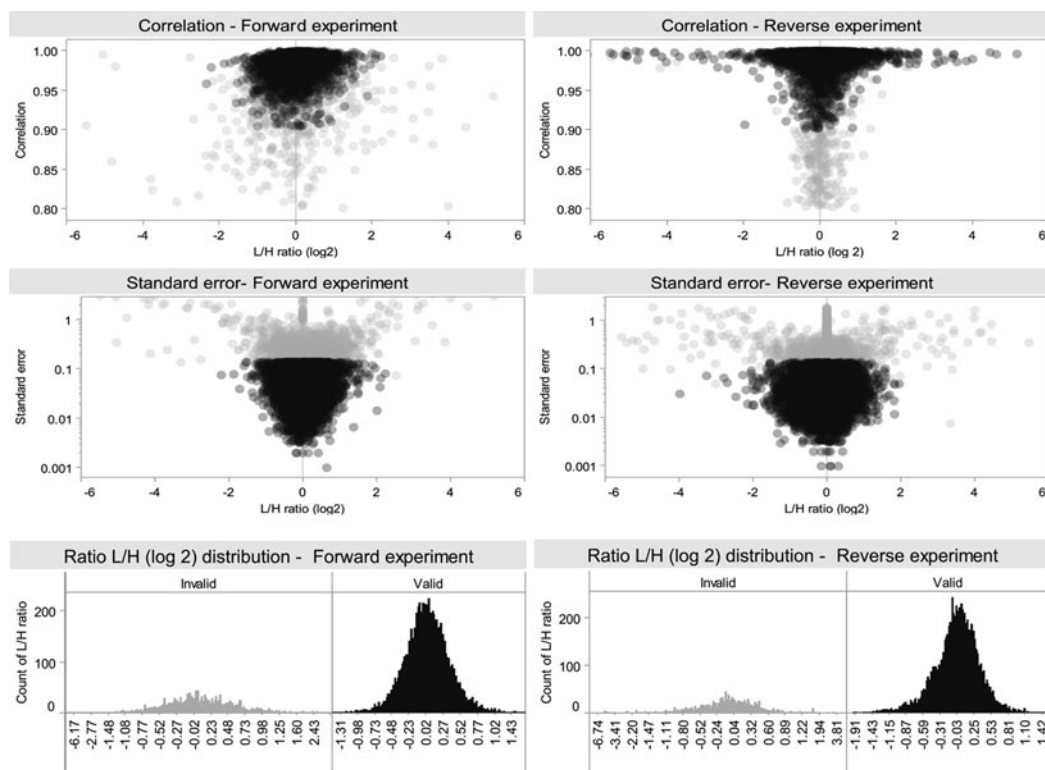 Correlation - Forward experiment
Correlation - Reverse experiment
Correlation
1.00
0.95
0.90
0.85
0.80
-6 -4 -2 0 2 4 6
L/H ratio (log2)
Correlation
1.00
0.95
0.90
0.85
0.80
-6 -4 -2 0 2 4 6
L/H ratio (log 2)
Standard error- Forward experiment
Standard error- Reverse experiment
Standard error
1
0.1
0.01
0.001
-6 -4 -2 0 2 4 6
L/H ratio (log2)
Standard error
1
0.1
0.01
0.001
-6 -4 -2 0 2 4 6
L/H ratio (log2)
Ratio L/H (log 2) distribution - Forward experiment
Ratio L/H (log 2) distribution - Reverse experiment
Invalid Valid
Count of L/H ratio
200
100
0
-6.17 -2.77 -1.48 -1.08 -0.77 -0.52 -0.27 -0.02 0.23 0.48 0.73 0.98 1.25 1.60 2.43
-1.31 -0.98 -0.73 -0.48 -0.23 0.02 0.27 0.52 0.77 1.02 1.43
Invalid Valid
Count of L/H ratio
200
100
0
-6.74 -3.41 -2.20 -1.47 -1.11 -0.80 -0.52 -0.24 0.04 0.32 0.60 0.89 1.22 1.94 3.81
-1.91 -1.43 -1.15 -0.87 -0.59 -0.31 -0.03 0.25 0.53 0.81 1.10 1.42